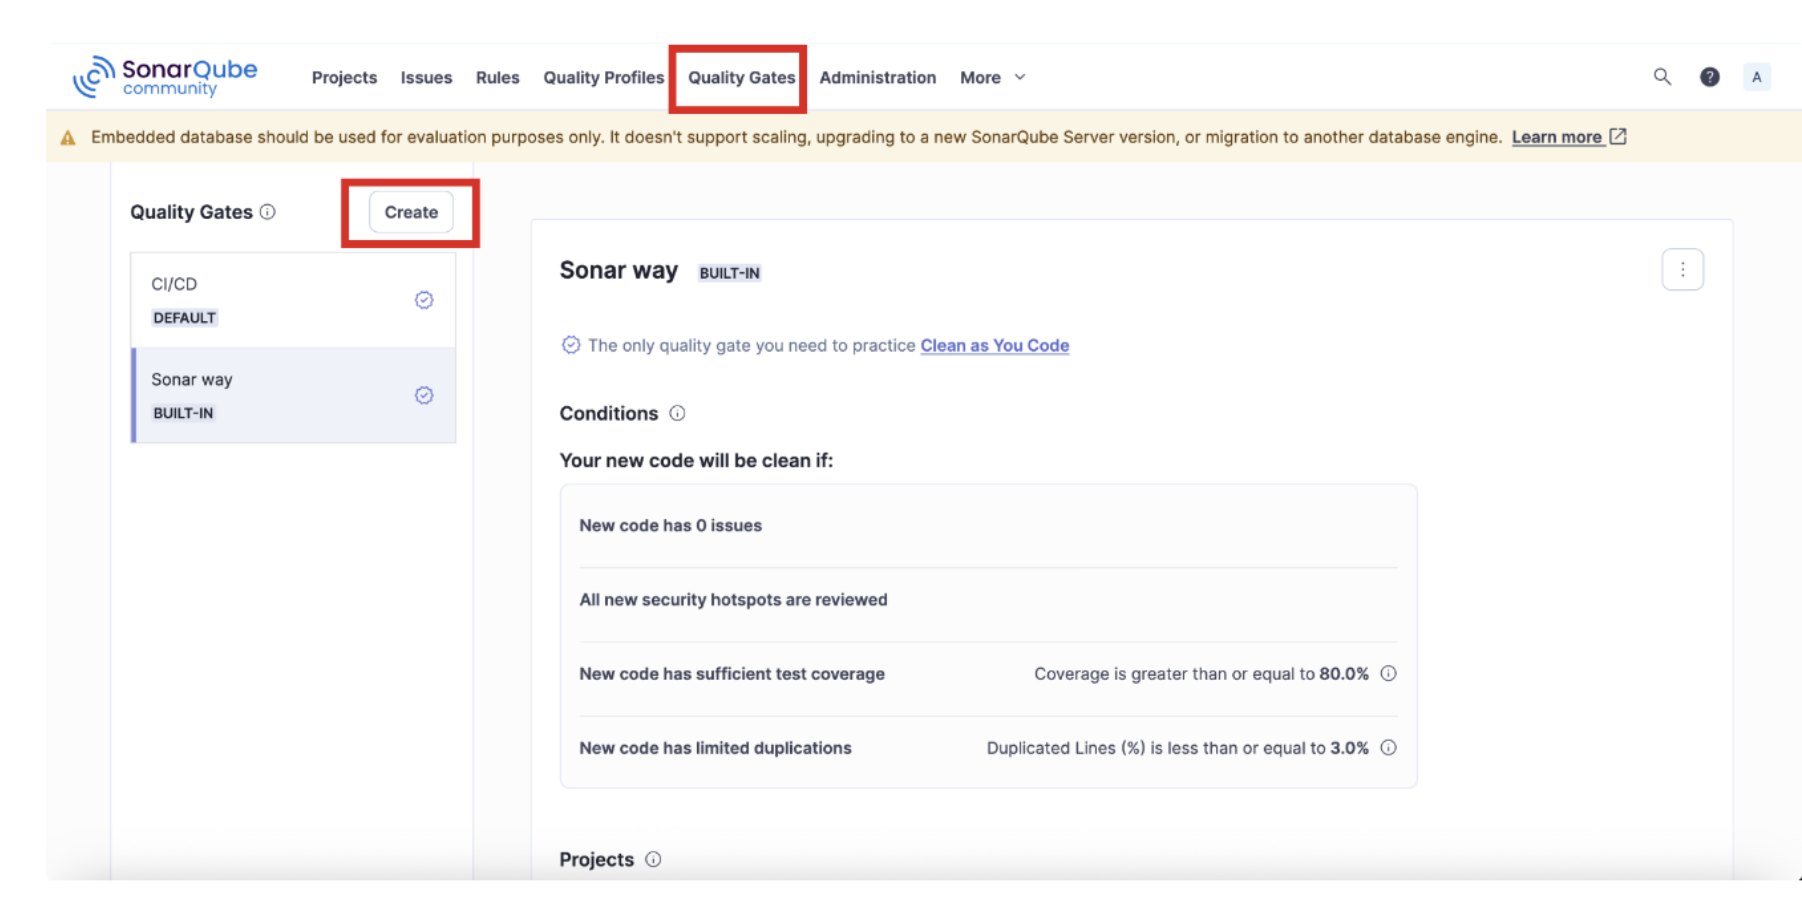 SonarQube
community
Projects Issues Rules Quality Profiles Quality Gates Administration More
? A
Embedded database should be used for evaluation purposes only. It doesn't support scaling, upgrading to a new SonarQube Server version, or migration to another database engine. Learn more
Quality Gates
Create
CI/CD
DEFAULT
Sonar way
BUILT-IN
Sonar way BUILT-IN
The only quality gate you need to practice Clean as You Code
Conditions
Your new code will be clean if:
New code has 0 issues
All new security hotspots are reviewed
New code has sufficient test coverage Coverage is greater than or equal to 80.0%
New code has limited duplications Duplicated Lines (%) is less than or equal to 3.0%
Projects